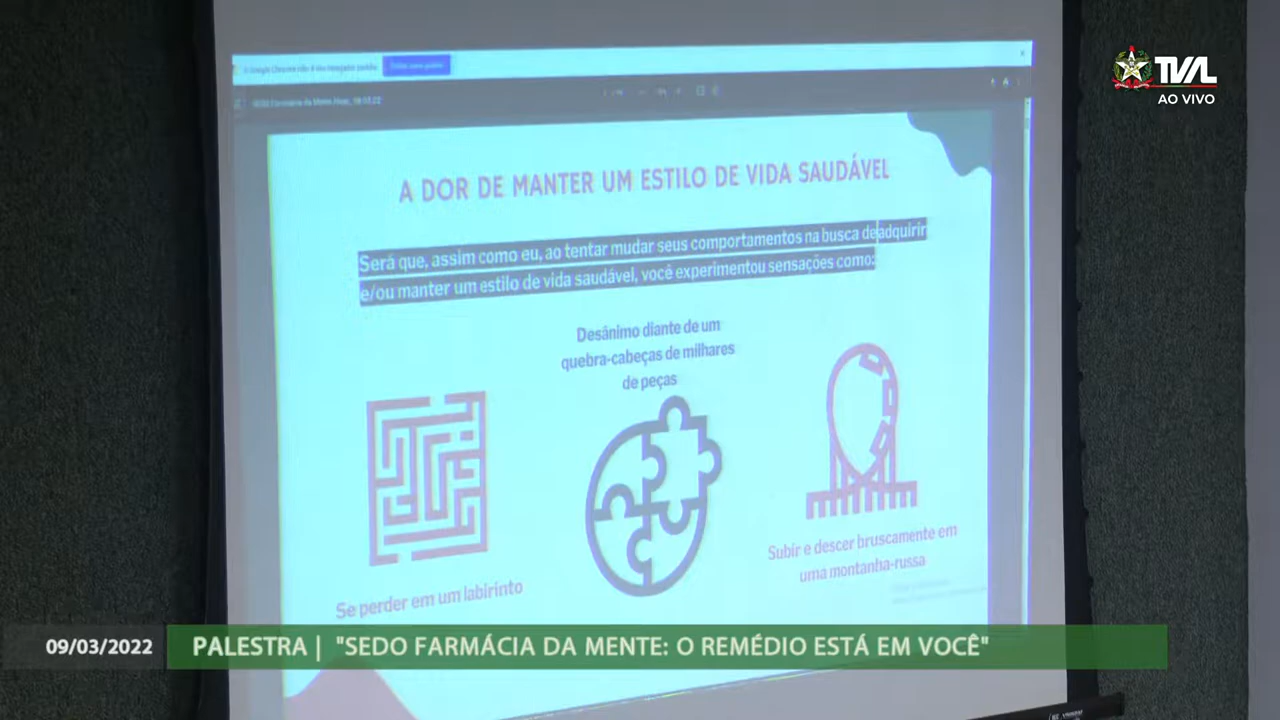 TVAL
AO VIVO
A DOR DE MANTER UM ESTILO DE VIDA SAUDÁVEL
Será que, assim como eu, ao tentar mudar seus comportamentos na busca de adquirir
e/ou manter um estilo de vida saudável, você experimentou sensações como:
Desânimo diante de um
quebra-cabeças de milhares
de peças
Se perder em um labirinto
Subir e descer bruscamente em
uma montanha-russa
09/03/2022
PALESTRA | "SEDO FARMÁCIA DA MENTE: O REMÉDIO ESTÁ EM VOCÊ"